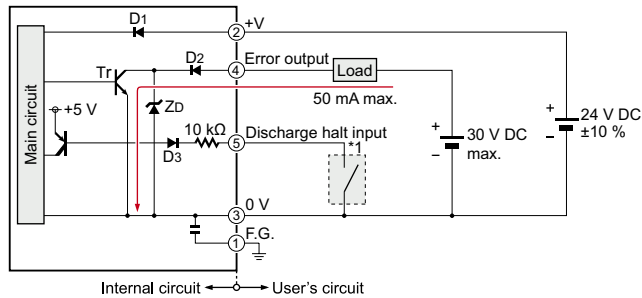 D1
2 +V
D2
4 Error output
Load
Tr
50 mA max.
ZD
Main circuit
+5 V
10 kΩ
5 Discharge halt input
*1
D3
+
−
30 V DC
max.
+
−
24 V DC
±10 %
3 0 V
1 F.G.
Internal circuit
User's circuit